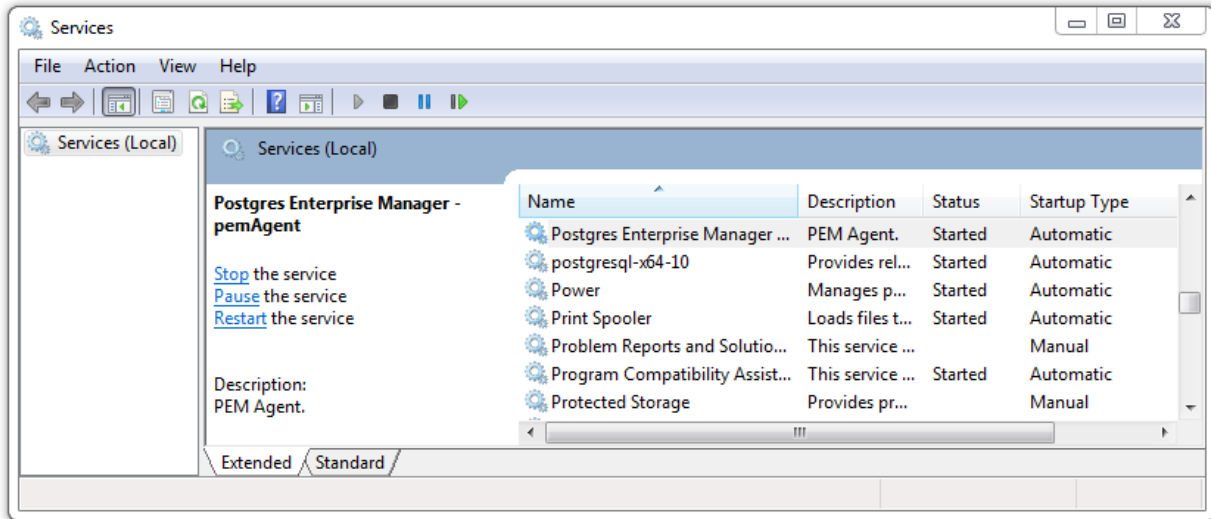 Services
File Action View Help
Services (Local)
Services (Local)
Postgres Enterprise Manager -
pemAgent
Stop the service
Pause the service
Restart the service
Description:
PEM Agent.
Name Description Status Startup Type
Postgres Enterprise Manager ... PEM Agent. Started Automatic
postgresql-x64-10 Provides rel... Started Automatic
Power Manages p... Started Automatic
Print Spooler Loads files t... Started Automatic
Problem Reports and Solutio... This service ... Manual
Program Compatibility Assist... This service ... Started Automatic
Protected Storage Provides pr... Manual
Extended Standard